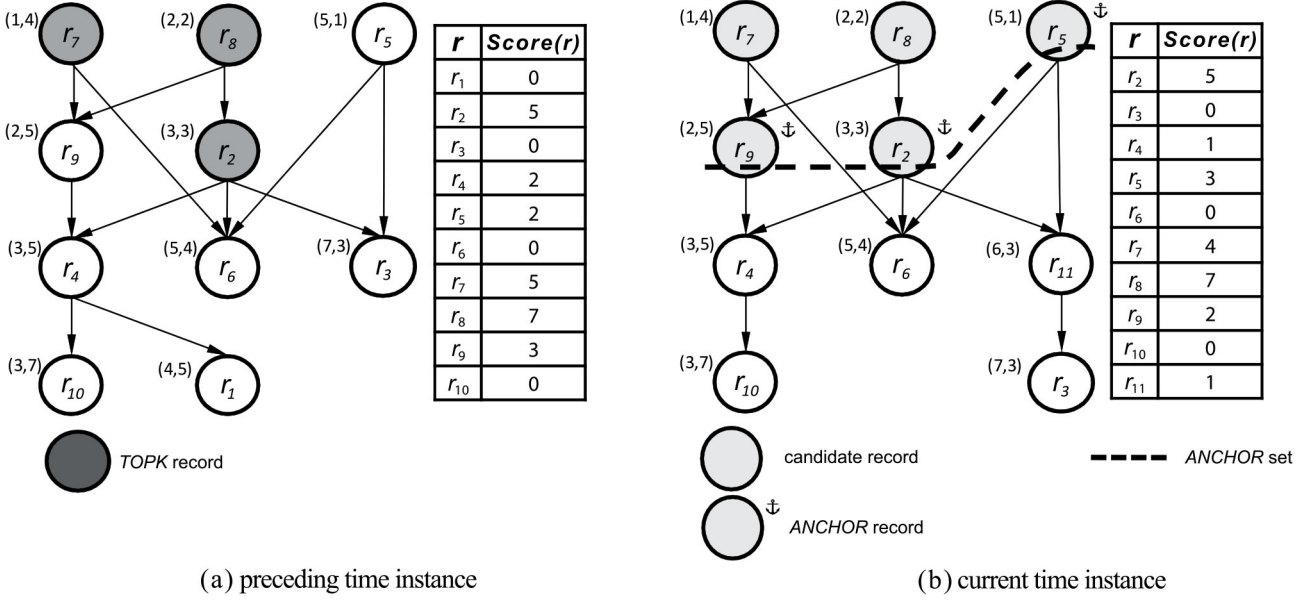 (1,4) r7
(2,2) r8
(5,1) r5
(2,5) r9
(3,3) r2
(3,5) r4
(5,4) r6
(7,3) r3
(3,7) r10
(4,5) r1
r Score(r)
r1 0
r2 5
r3 0
r4 2
r5 2
r6 0
r7 5
r8 7
r9 3
r10 0
TOPK record
(a) preceding time instance
(1,4) r7
(2,2) r8
(5,1) r5
(2,5) r9
(3,3) r2
(3,5) r4
(5,4) r6
(6,3) r11
(3,7) r10
(7,3) r3
r Score(r)
r2 5
r3 0
r4 1
r5 3
r6 0
r7 4
r8 7
r9 2
r10 0
r11 1
candidate record
ANCHOR set
ANCHOR record
(b) current time instance